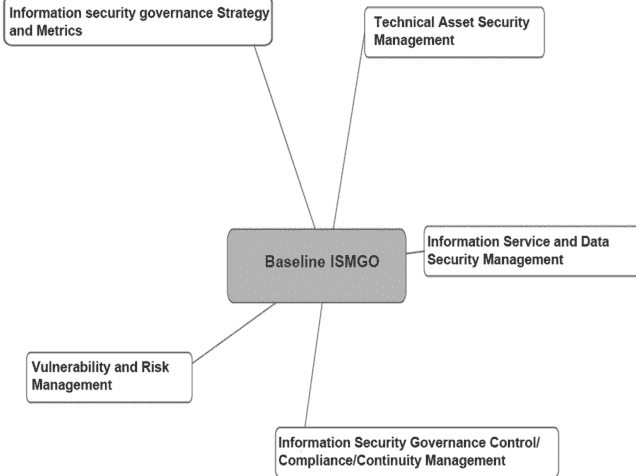 Information security governance Strategy
and Metrics
Technical Asset Security
Management
Baseline ISMGO
Information Service and Data
Security Management
Vulnerability and Risk
Management
Information Security Governance Control/
Compliance/Continuity Management